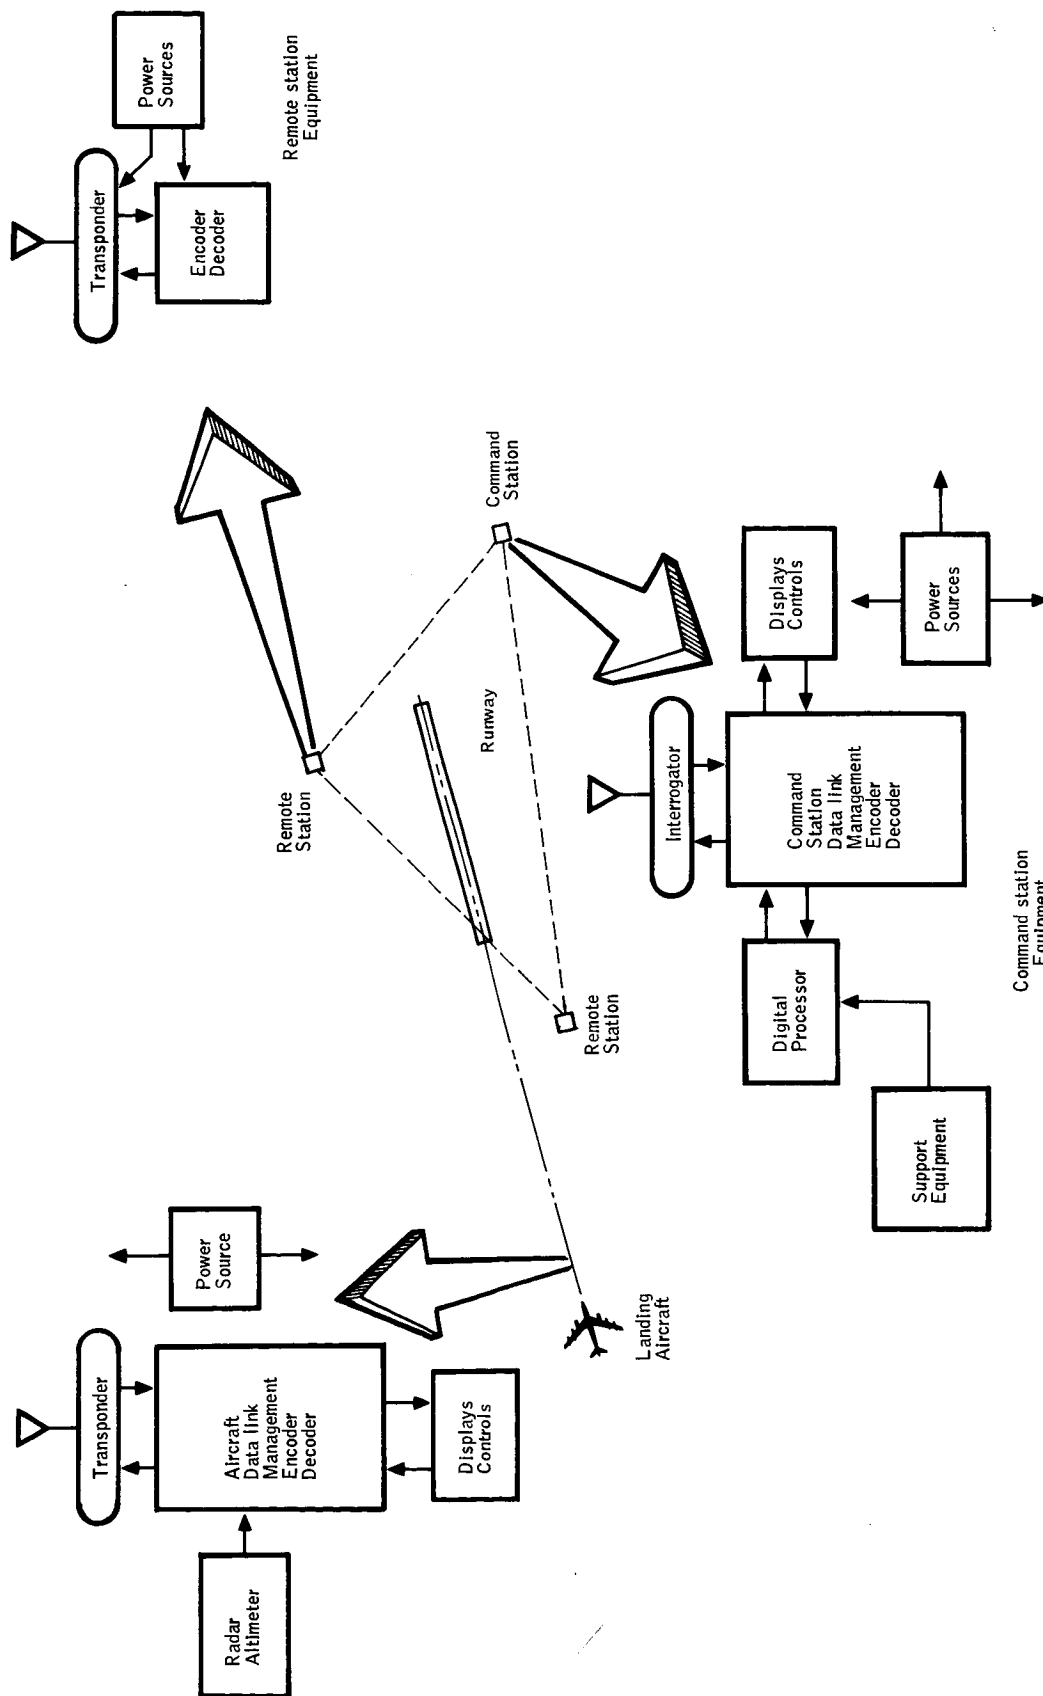 Transponder
Power
Source
Aircraft
Data link
Management
Encoder
Decoder
Radar
Altimeter
Displays
Controls
Landing
Aircraft
Transponder
Power
Sources
Encoder
Decoder
Remote station
Equipment
Remote
Station
Runway
Command
Station
Remote
Station
Interrogator
Displays
Controls
Command
Station
Data link
Management
Encoder
Decoder
Digital
Processor
Support
Equipment
Power
Sources
Command station
Equipment